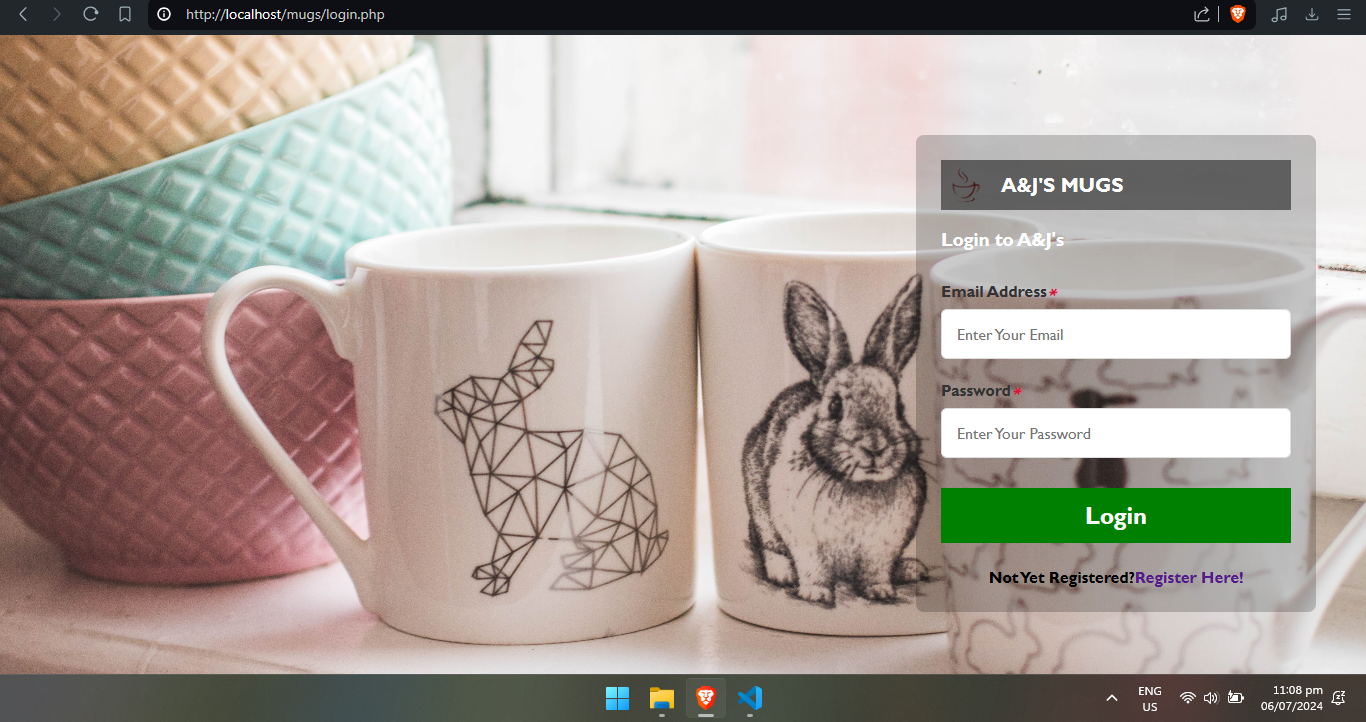 http://localhost/mugs/login.php
A&J'S MUGS
Login to A&J's
Email Address*
Enter Your Email
Password*
Enter Your Password
Login
Not Yet Registered?Register Here!
ENG
US
11:08 pm
06/07/2024